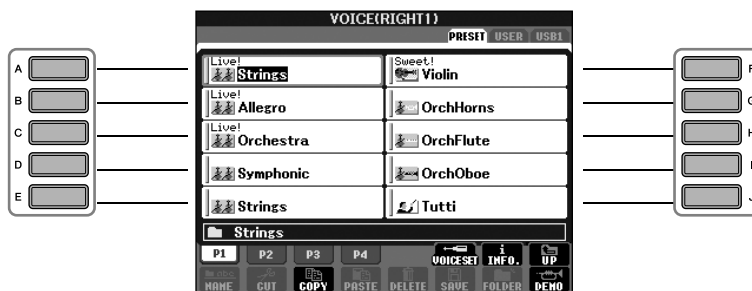 VOICE(RIGHT1)
PRESET USER USB1
A Live! Strings Sweet! Violin F
B Live! Allegro OrchHorns G
C Live! Orchestra OrchFlute H
D Symphonic OrchOboe I
E Strings Tutti J
Strings
P1 P2 P3 P4 VOICESET INFO. UP
NAME CUT COPY PASTE DELETE SAVE FOLDER DEMO